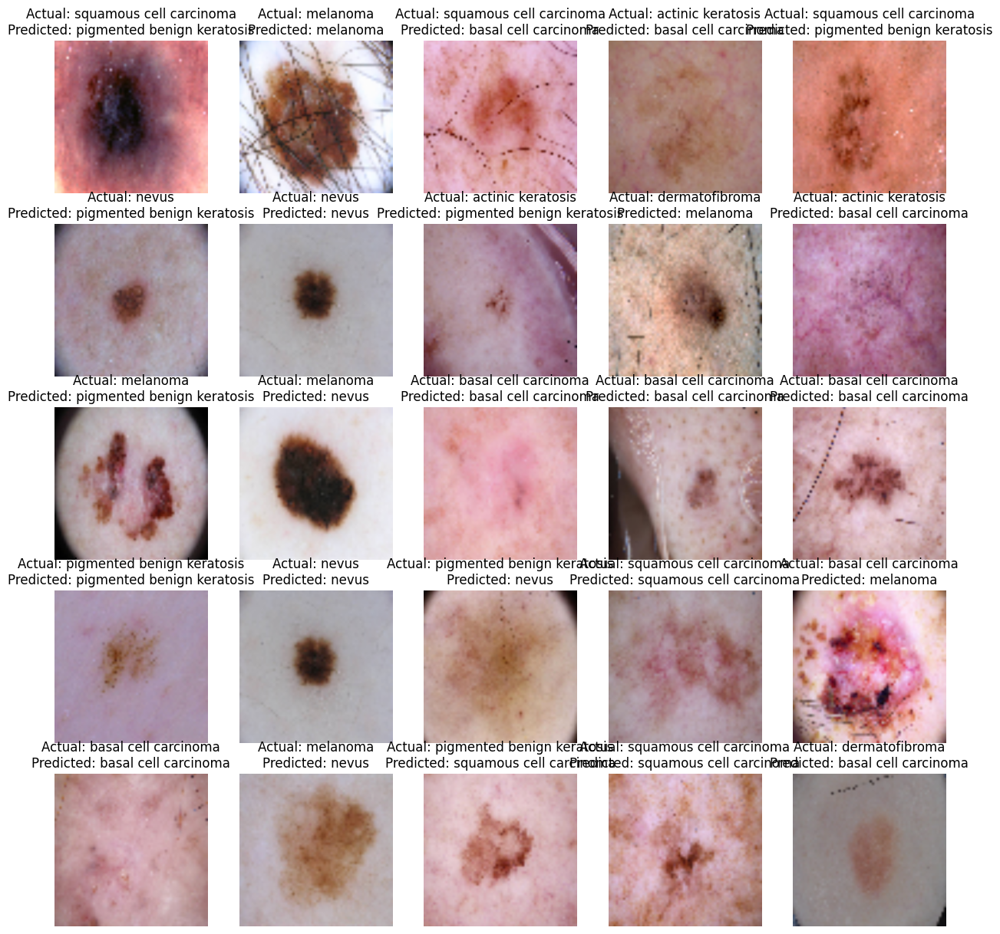 Actual: squamous cell carcinoma
Predicted: pigmented benign keratosis
Actual: melanoma
Predicted: melanoma
Actual: squamous cell carcinoma
Predicted: basal cell carcinoma
Actual: actinic keratosis
Predicted: basal cell carcinoma
Actual: squamous cell carcinoma
Predicted: pigmented benign keratosis
Actual: nevus
Predicted: pigmented benign keratosis
Actual: nevus
Predicted: nevus
Actual: actinic keratosis
Predicted: pigmented benign keratosis
Actual: dermatofibroma
Predicted: melanoma
Actual: actinic keratosis
Predicted: basal cell carcinoma
Actual: melanoma
Predicted: pigmented benign keratosis
Actual: melanoma
Predicted: nevus
Actual: basal cell carcinoma
Predicted: basal cell carcinoma
Actual: basal cell carcinoma
Predicted: basal cell carcinoma
Actual: basal cell carcinoma
Predicted: basal cell carcinoma
Actual: pigmented benign keratosis
Predicted: pigmented benign keratosis
Actual: nevus
Predicted: nevus
Actual: pigmented benign keratosis
Predicted: nevus
Actual: squamous cell carcinoma
Predicted: squamous cell carcinoma
Actual: basal cell carcinoma
Predicted: melanoma
Actual: basal cell carcinoma
Predicted: basal cell carcinoma
Actual: melanoma
Predicted: nevus
Actual: pigmented benign keratosis
Predicted: squamous cell carcinoma
Actual: squamous cell carcinoma
Predicted: squamous cell carcinoma
Actual: dermatofibroma
Predicted: basal cell carcinoma